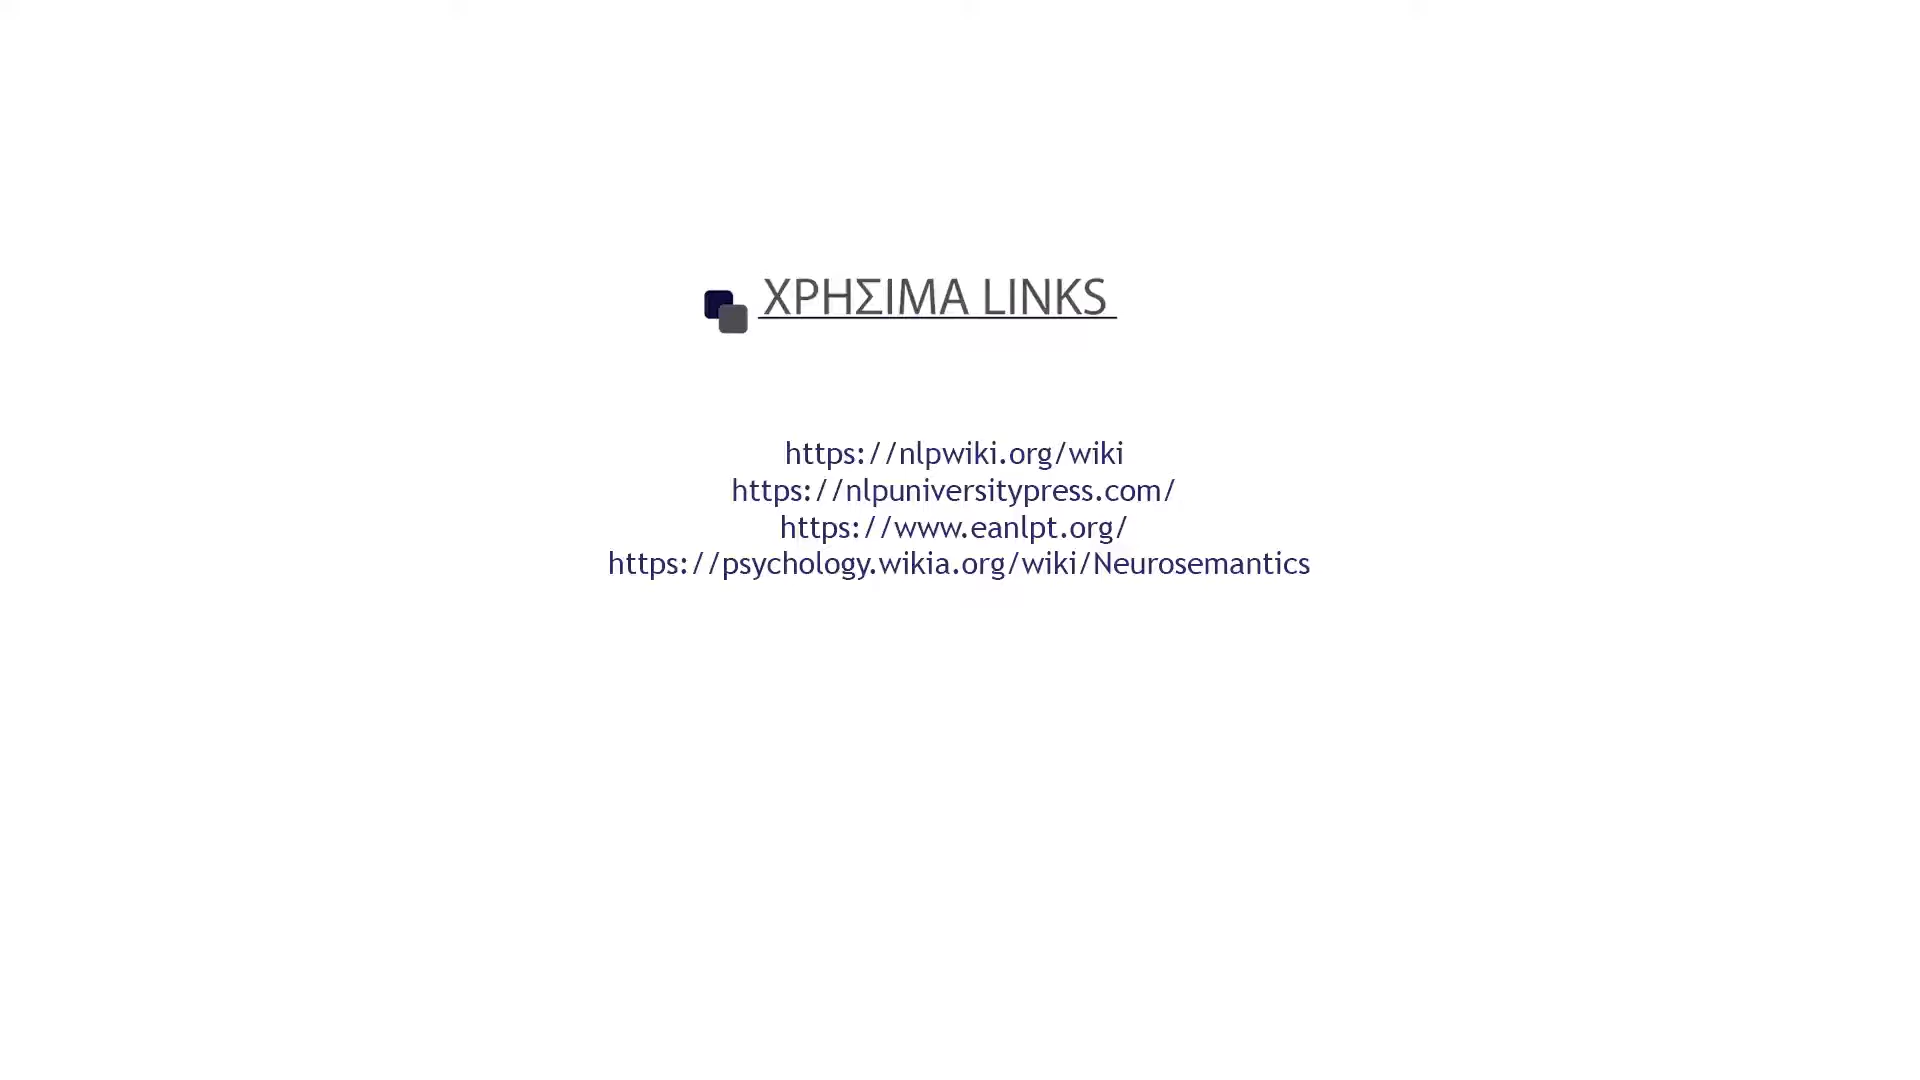 ΧΡΗΣΙΜΑ LINKS
https://nlpwiki.org/wiki
https://nlpuniversitypress.com/
https://www.eanlpt.org/
https://psychology.wikia.org/wiki/Neurosemantics